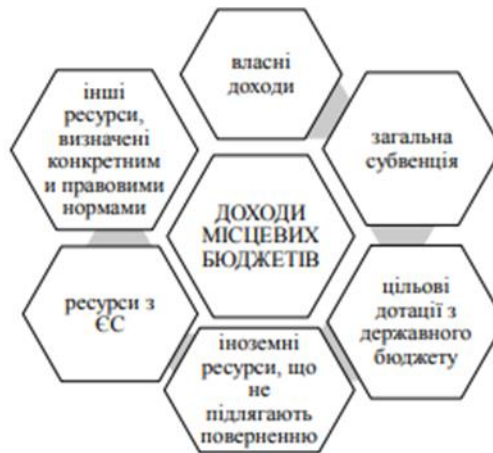 власні
доходи
загальна
субвенція
цільові
дотації з
державного
бюджету
іноземні
ресурси, що
не
підлягають
поверненню
ресурси з
ЄС
інші
ресурси,
визначені
конкретним
и правовими
нормами
ДОХОДИ
МІСЦЕВИХ
БЮДЖЕТІВ